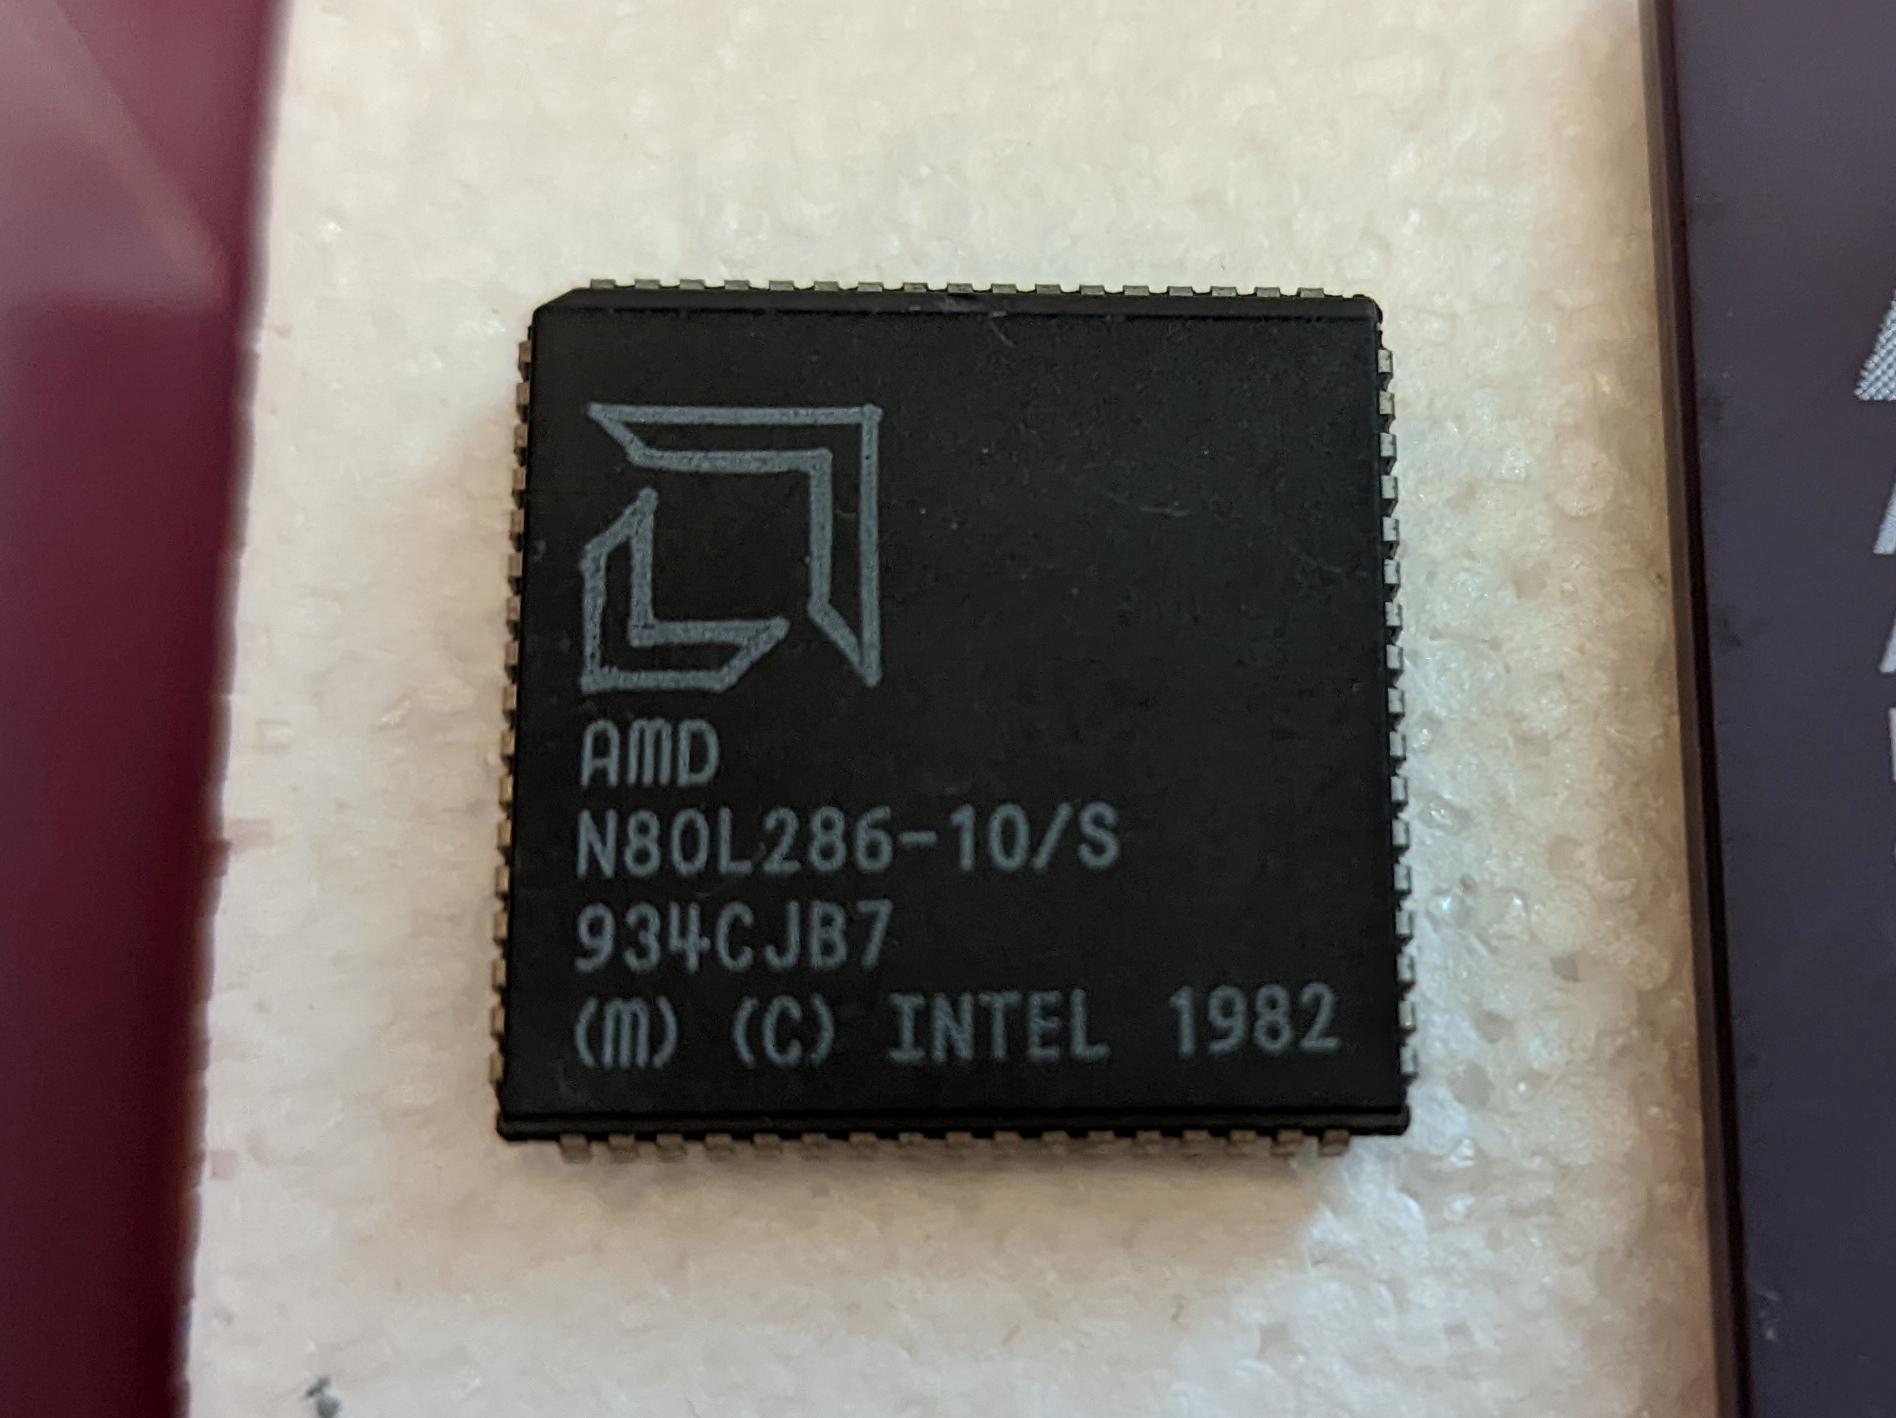 AMD
N80L286-10/S
934CJB7
(M) (C) INTEL 1982